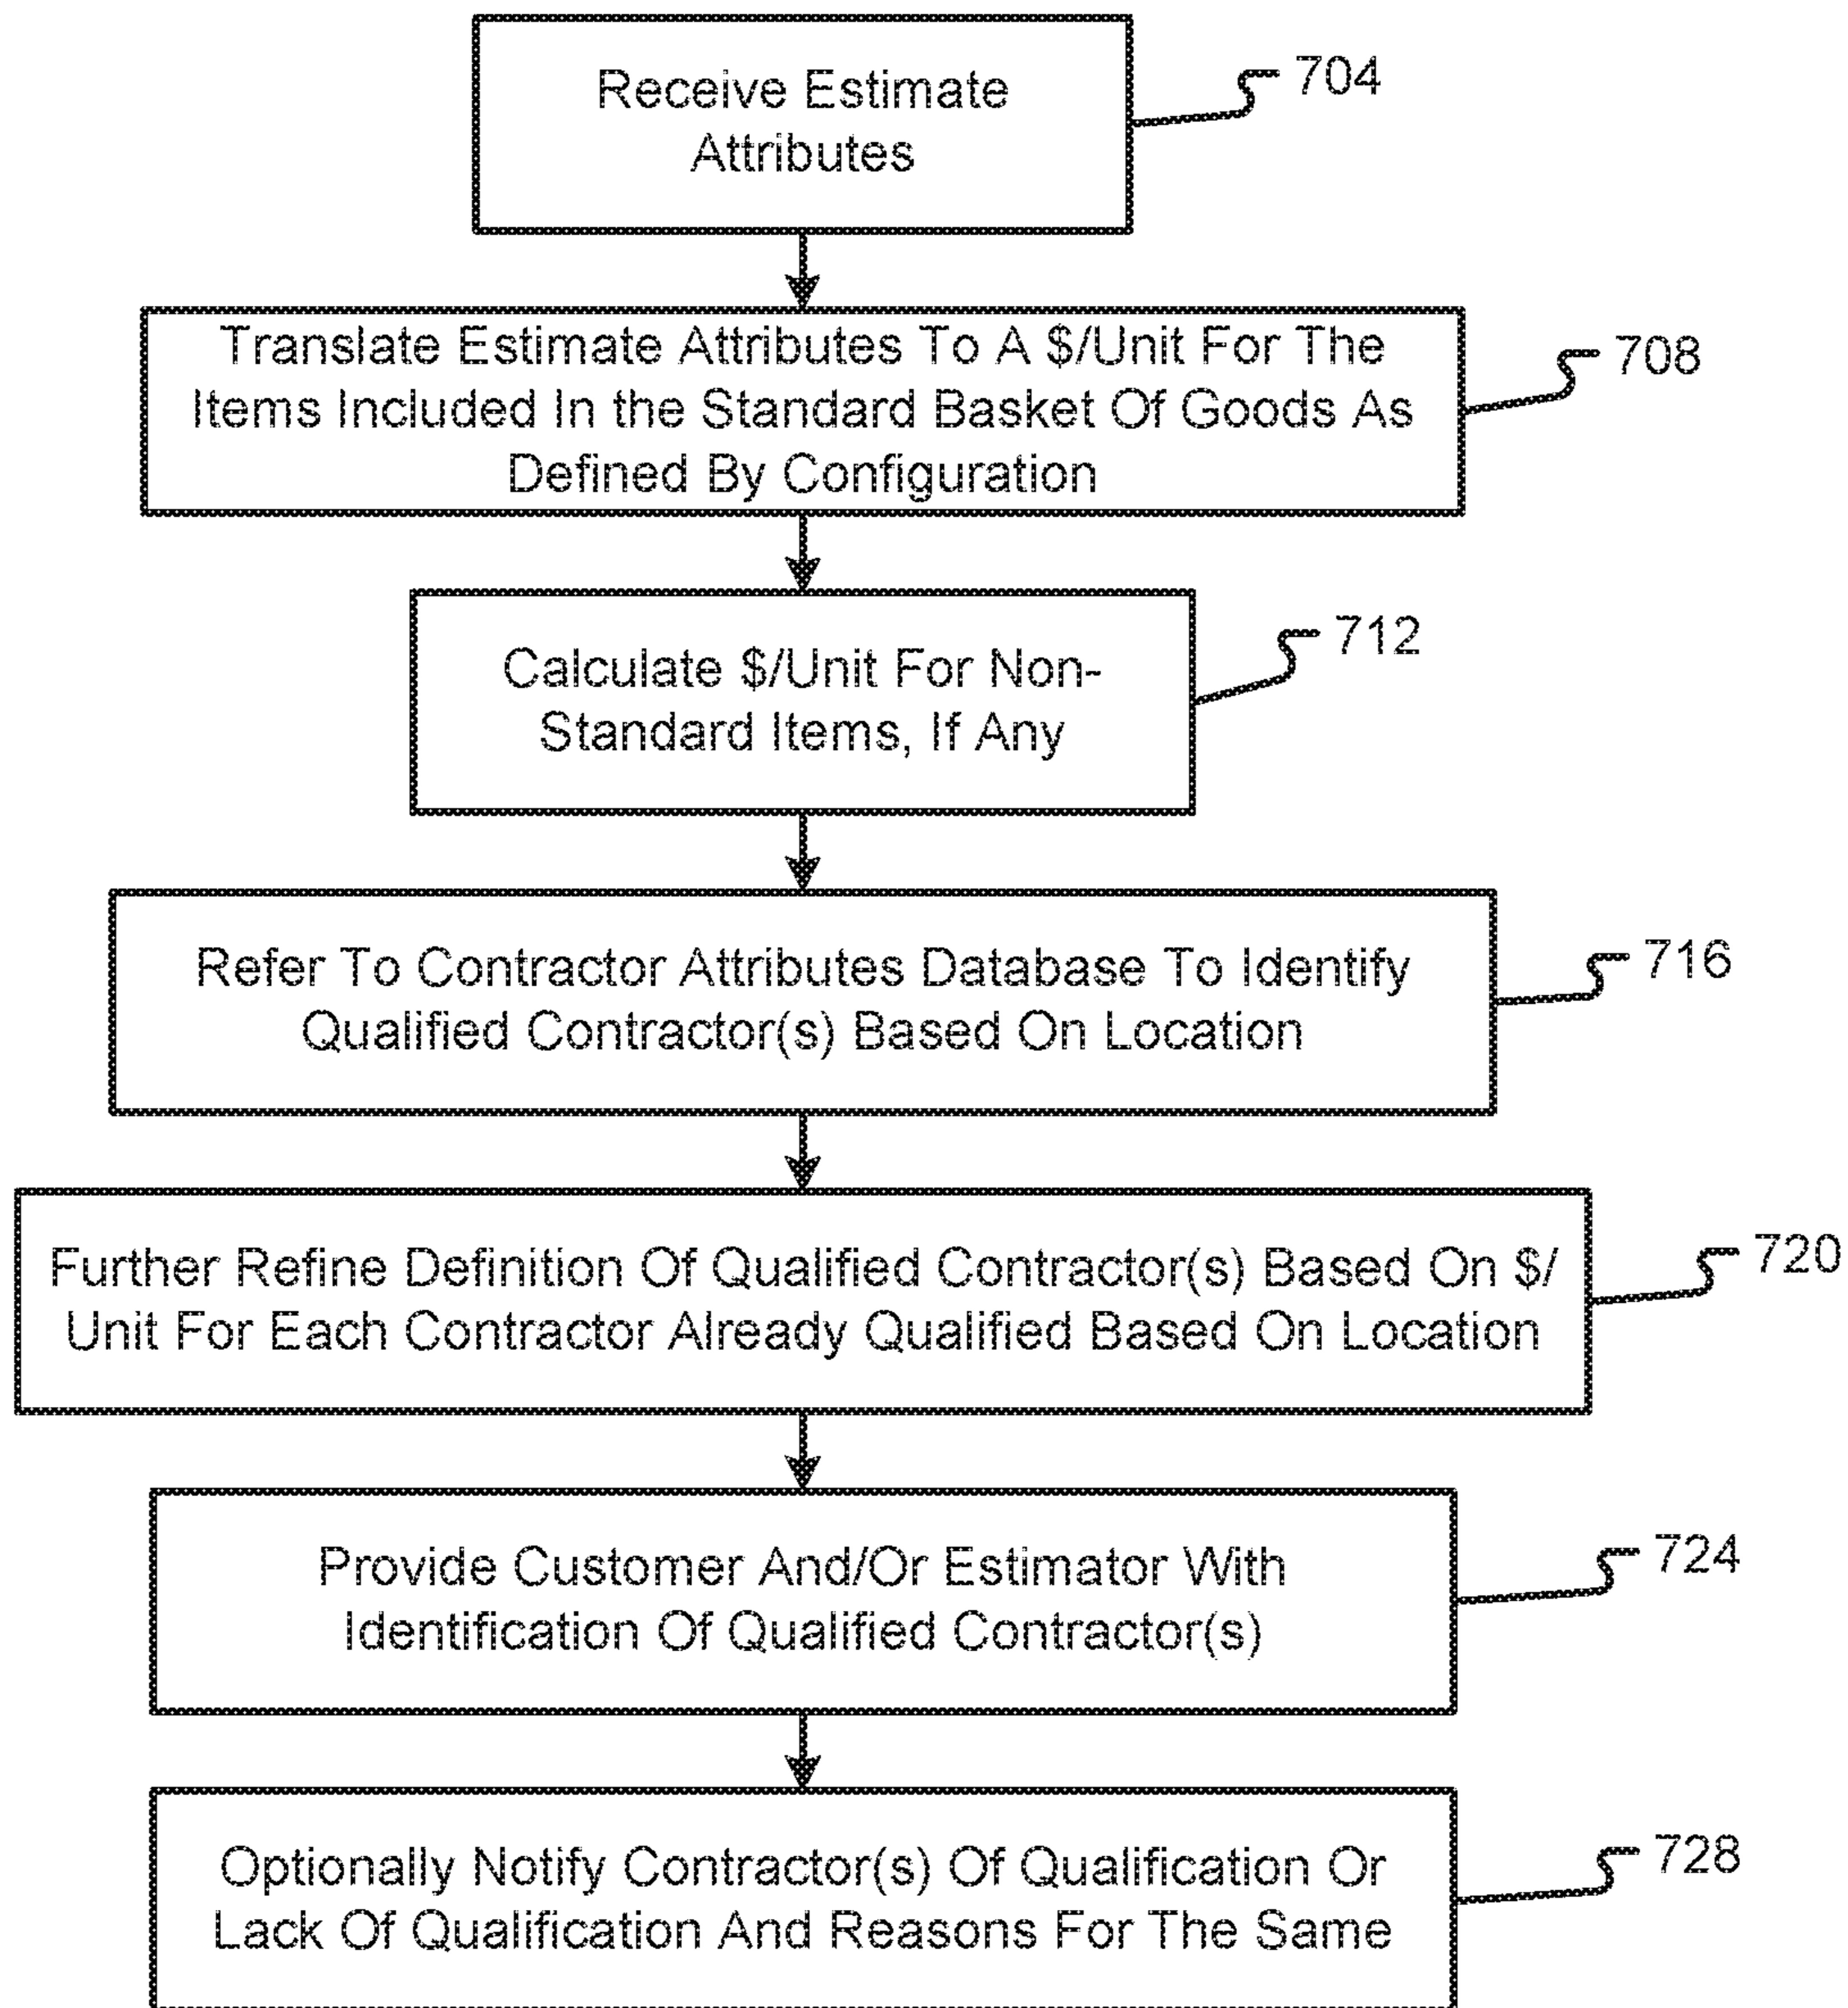 Receive Estimate
Attributes
704
Translate Estimate Attributes To A $/Unit For The
Items Included In the Standard Basket Of Goods As
Defined By Configuration
708
Calculate $/Unit For Non-
Standard Items, If Any
712
Refer To Contractor Attributes Database To Identify
Qualified Contractor(s) Based On Location
716
Further Refine Definition Of Qualified Contractor(s) Based On $/
Unit For Each Contractor Already Qualified Based On Location
720
Provide Customer And/Or Estimator With
Identification Of Qualified Contractor(s)
724
Optionally Notify Contractor(s) Of Qualification Or
Lack Of Qualification And Reasons For The Same
728